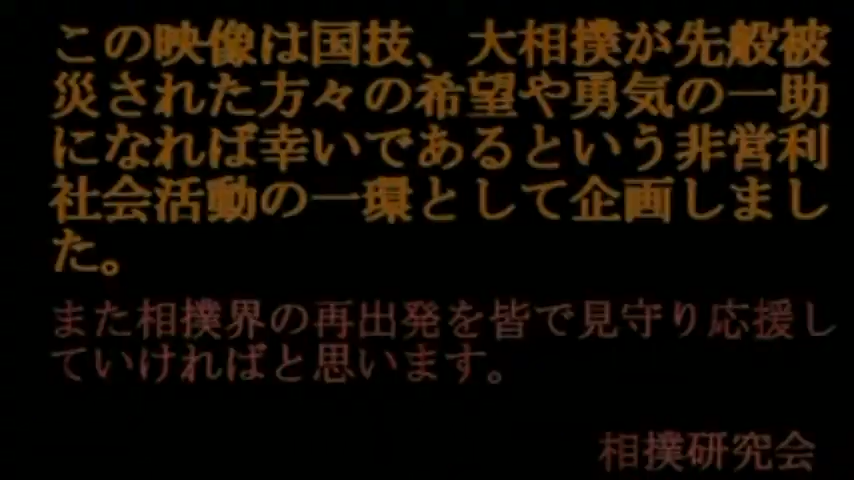 この映像は国技、大相撲が先般被
災された方々の希望や勇気の一助
になれば幸いであるという非営利
社会活動の一環として企画しまし
た。
また相撲界の再出発を皆で見守り応援し
ていければと思います。
相撲研究会